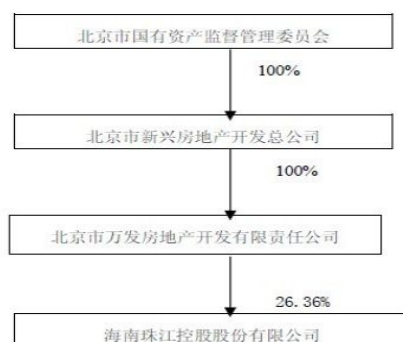 北京市国有资产监督管理委员会
100%
北京市新兴房地产开发总公司
100%
北京市万发房地产开发有限责任公司
26.36%
海南珠江控股股份有限公司